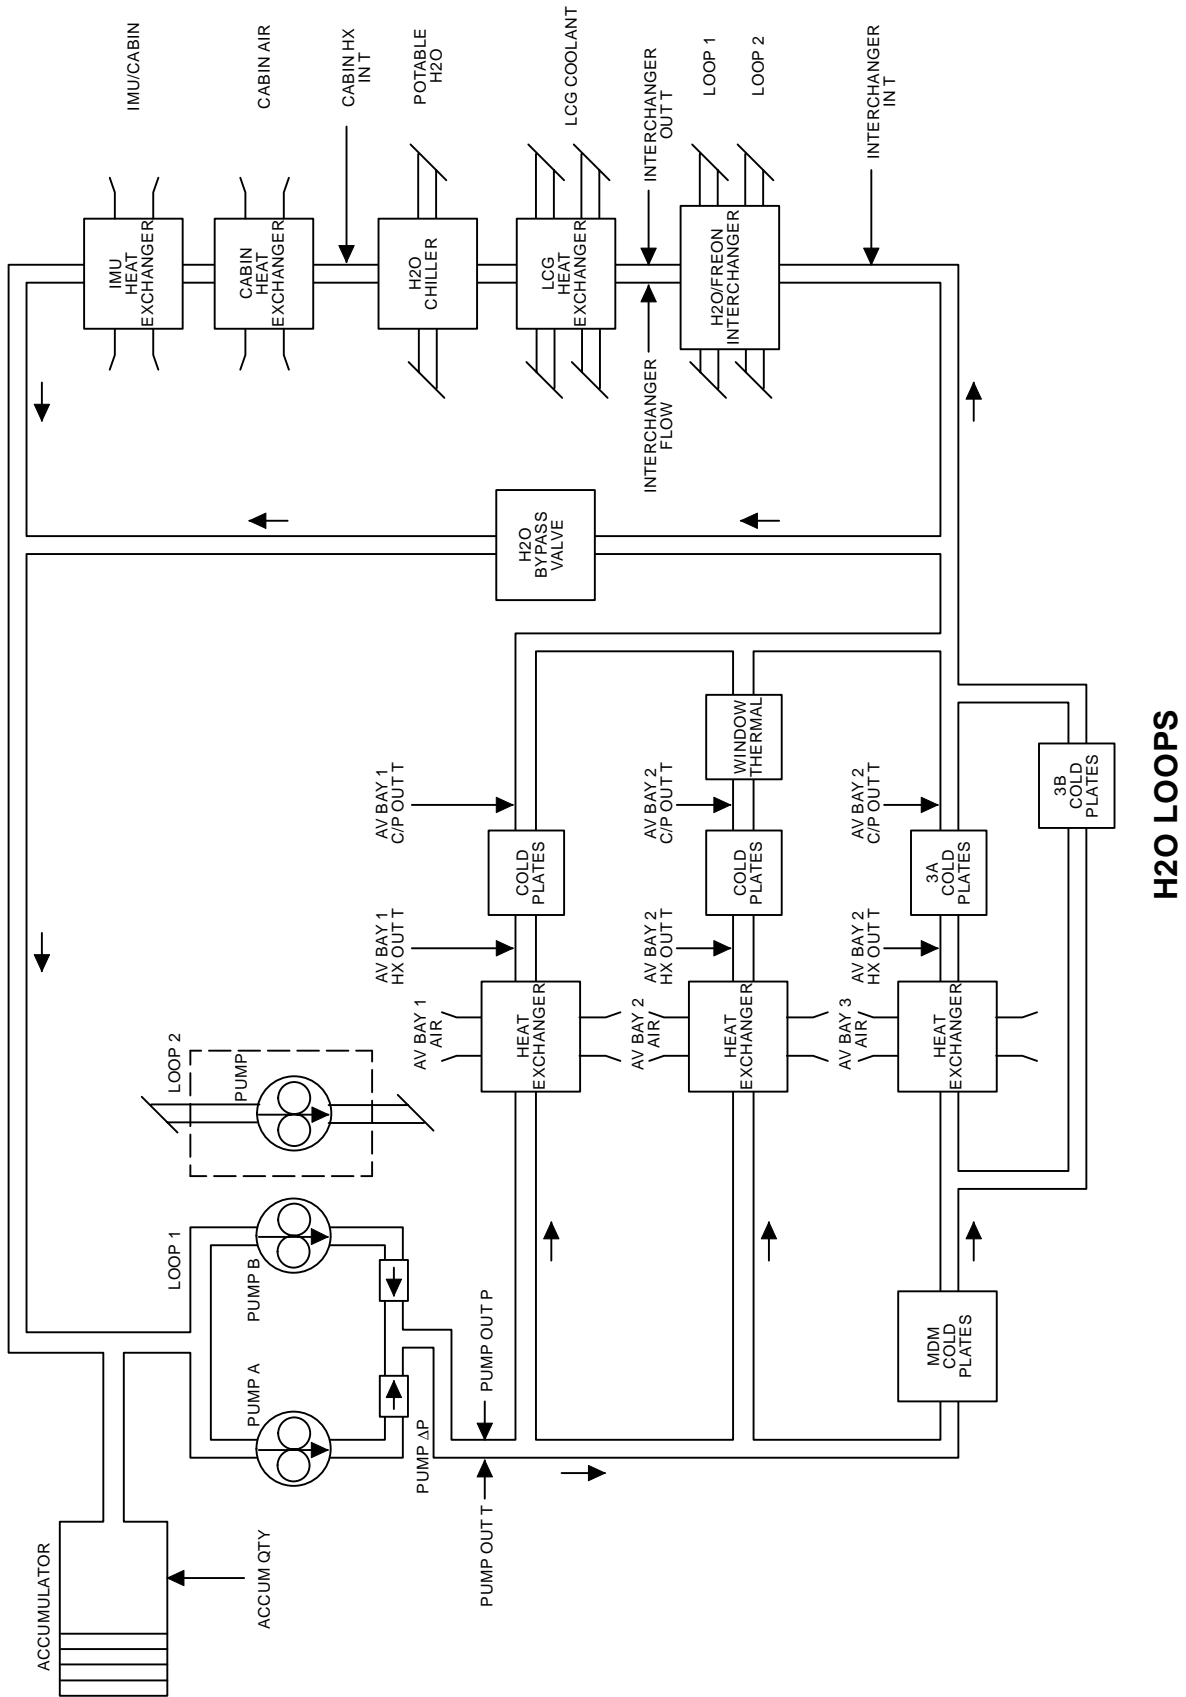 IMU/CABIN
CABIN AIR
CABIN HX
IN T
POTABLE
H2O
LCG COOLANT
INTERCHANGER
OUT T
LOOP 1
LOOP 2
INTERCHANGER
IN T
IMU
HEAT
EXCHANGER
CABIN
HEAT
EXCHANGER
H2O
CHILLER
LCG
HEAT
EXCHANGER
H2O/FREON
INTERCHANGER
INTERCHANGER
FLOW
H2O
BYPASS
VALVE
WINDOW
THERMAL
AV BAY 1
C/P OUT T
AV BAY 2
C/P OUT T
AV BAY 2
C/P OUT T
3B
COLD
PLATES
COLD
PLATES
COLD
PLATES
3A
COLD
PLATES
AV BAY 1
HX OUT T
AV BAY 2
HX OUT T
AV BAY 2
HX OUT T
AV BAY 1
AIR
HEAT
EXCHANGER
AV BAY 2
AIR
HEAT
EXCHANGER
AV BAY 3
AIR
HEAT
EXCHANGER
LOOP 2
PUMP
LOOP 1
PUMP B
PUMP A
PUMP ΔP
PUMP OUT P
PUMP OUT T
MDM
COLD
PLATES
ACCUMULATOR
ACCUM QTY
H2O LOOPS